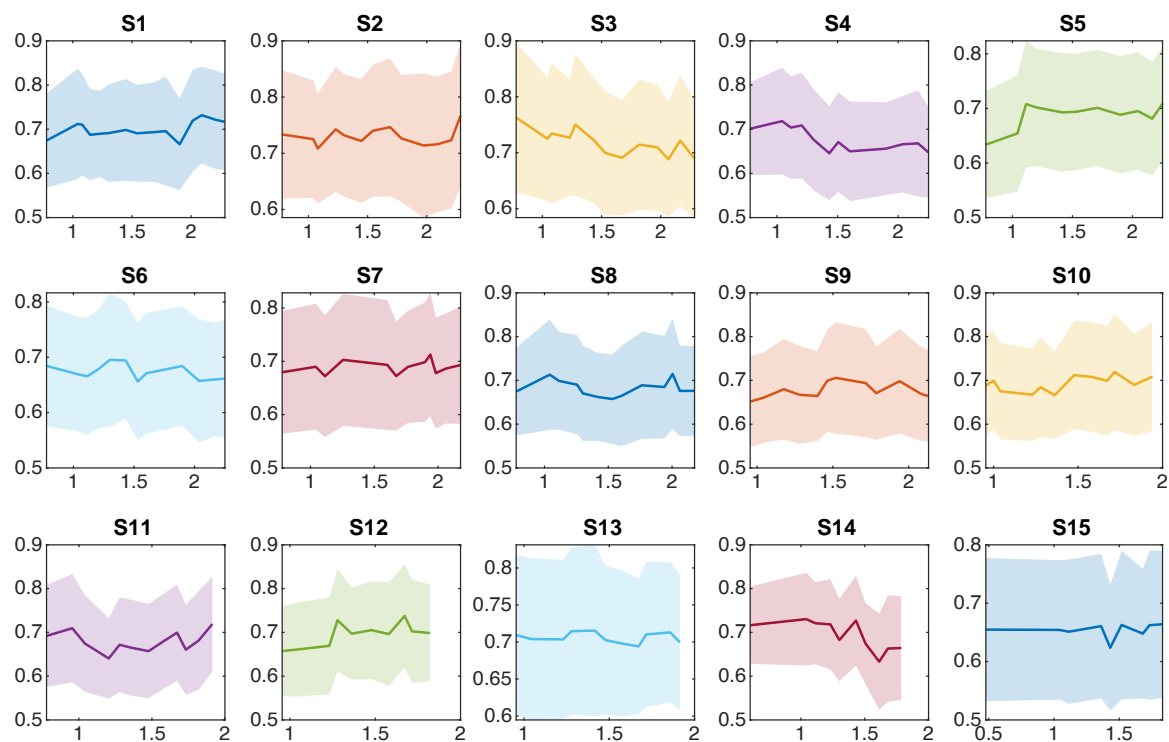 S1 S2 S3 S4 S5
0.9 0.9 0.9 0.9
0.8 0.8 0.8 0.8 0.8
0.7 0.7 0.7 0.7 0.7
0.6 0.6 0.6 0.6 0.6
0.5 0.5 0.5
1 1.5 2 1 1.5 2 1 1.5 2 1 1.5 2 1 1.5 2
S6 S7 S8 S9 S10
0.9 0.9 0.9
0.8 0.8 0.8 0.8 0.8
0.7 0.7 0.7 0.7 0.7
0.6 0.6 0.6 0.6 0.6
0.5 0.5 0.5 0.5 0.5
1 1.5 2 1 1.5 2 1 1.5 2 1 1.5 2 1 1.5 2
S11 S12 S13 S14 S15
0.9 0.9 0.9 0.8
0.8 0.8 0.8 0.8
0.75 0.7
0.7 0.7 0.7 0.7
0.65 0.6
0.6 0.6 0.6 0.6
0.5 0.5 0.5 0.5
1 1.5 2 1 1.5 2 1 1.5 2 1 1.5 2 0.5 1 1.5